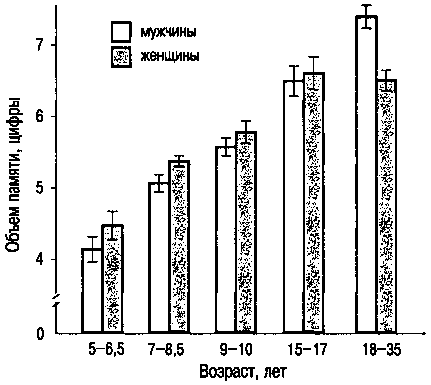 мужчины
женщины
Объем памяти, цифры
7
6
5
4
0
5–6,5 7–8,5 9–10 15–17 18–35
Возраст, лет